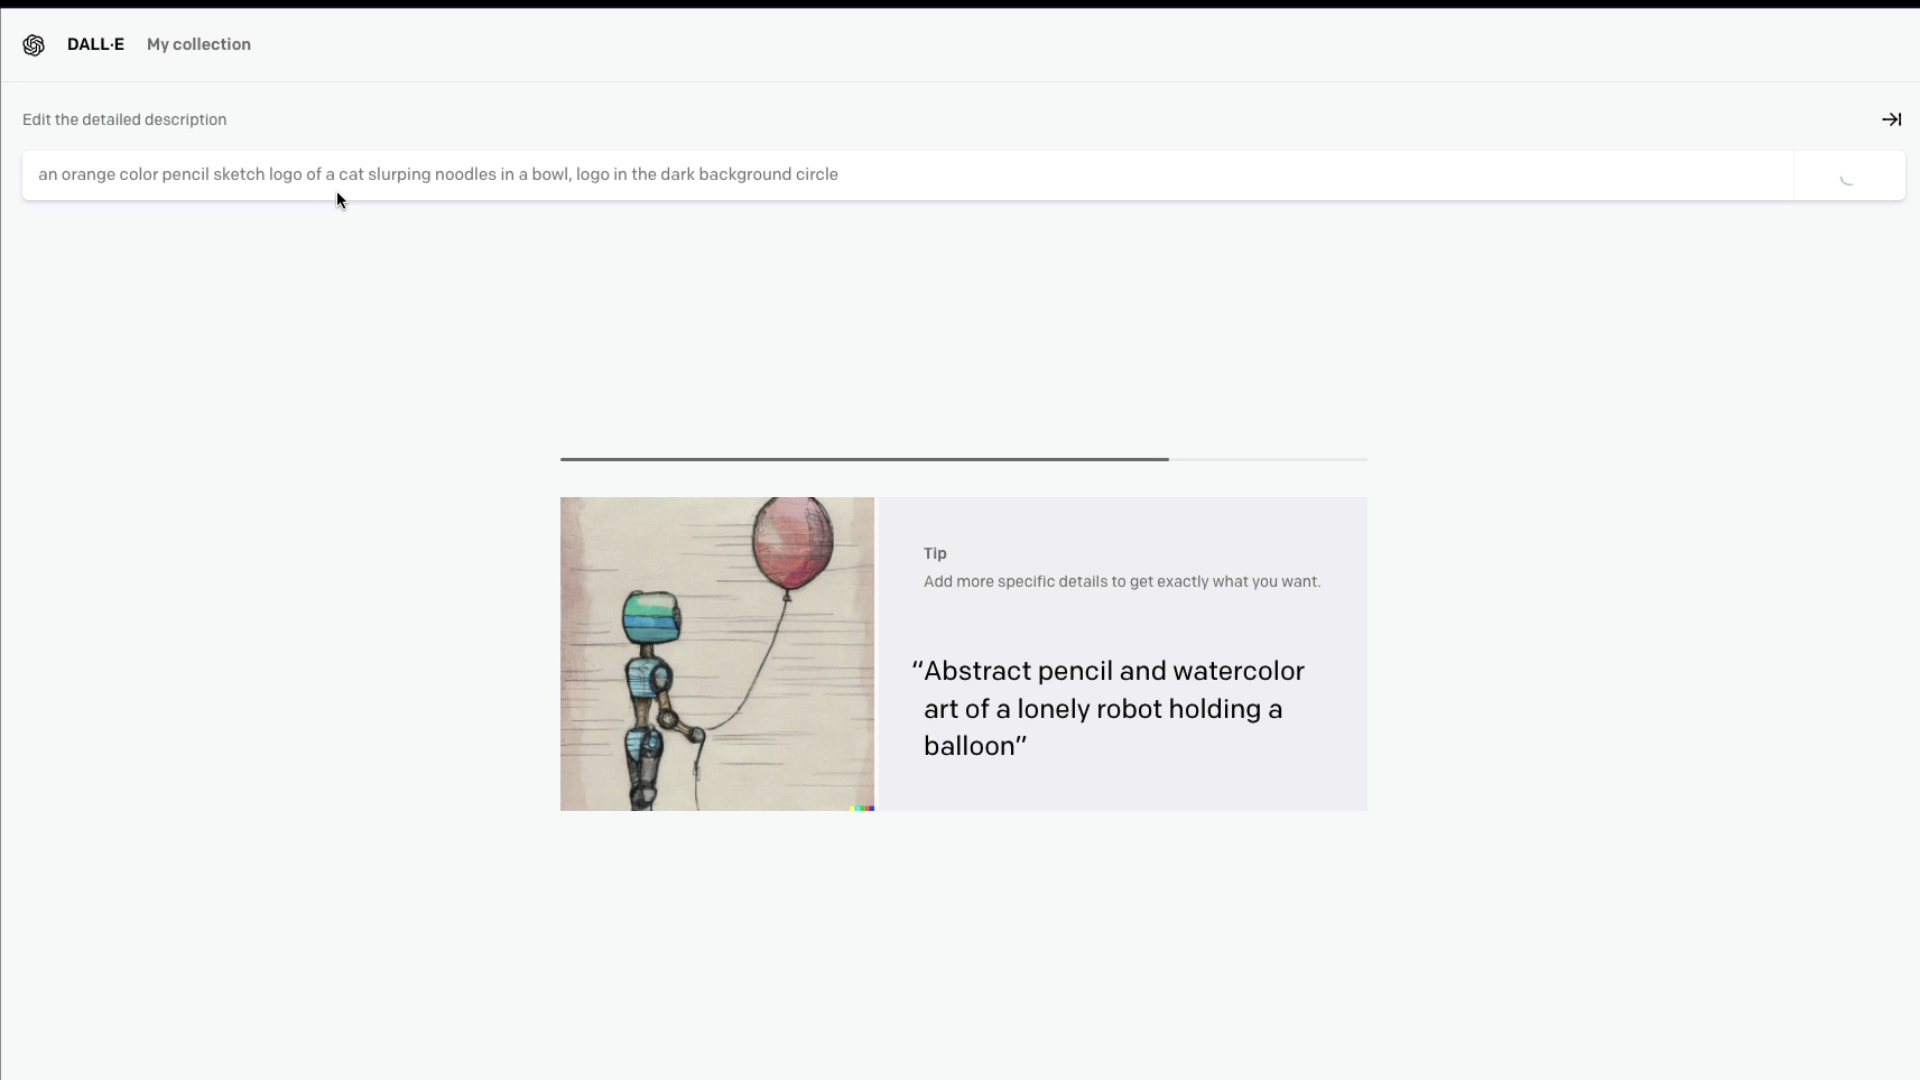 DALL·E My collection
Edit the detailed description
an orange color pencil sketch logo of a cat slurping noodles in a bowl, logo in the dark background circle
Tip
Add more specific details to get exactly what you want.
“Abstract pencil and watercolor
art of a lonely robot holding a
balloon”